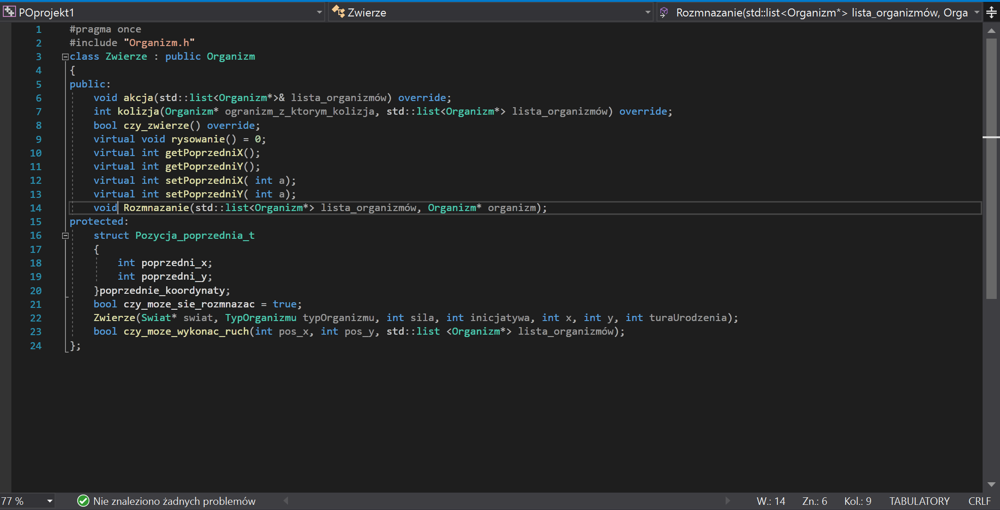 POprojekt1 Zwierze Rozmnazanie(std::list<Organizm*> lista_organizmów, Orga
1 #pragma once
2 #include "Organizm.h"
3 class Zwierze : public Organizm
4 {
5 public:
6 void akcja(std::list<Organizm*>& lista_organizmów) override;
7 int kolizja(Organizm* ogranizm_z_ktorym_kolizja, std::list<Organizm*> lista_organizmów) override;
8 bool czy_zwierze() override;
9 virtual void rysowanie() = 0;
10 virtual int getPoprzedniX();
11 virtual int getPoprzedniY();
12 virtual int setPoprzedniX( int a);
13 virtual int setPoprzedniY( int a);
14 void Rozmnazanie(std::list<Organizm*> lista_organizmów, Organizm* organizm);
15 protected:
16 struct Pozycja_poprzednia_t
17 {
18 int poprzedni_x;
19 int poprzedni_y;
20 }poprzednie_koordynaty;
21 bool czy_moze_sie_rozmnazac = true;
22 Zwierze(Swiat* swiat, TypOrganizmu typOrganizmu, int sila, int inicjatywa, int x, int y, int turaUrodzenia);
23 bool czy_moze_wykonac_ruch(int pos_x, int pos_y, std::list <Organizm*> lista_organizmów);
24 };
77 % Nie znaleziono żadnych problemów W.: 14 Zn.: 6 Kol.: 9 TABULATORY CRLF